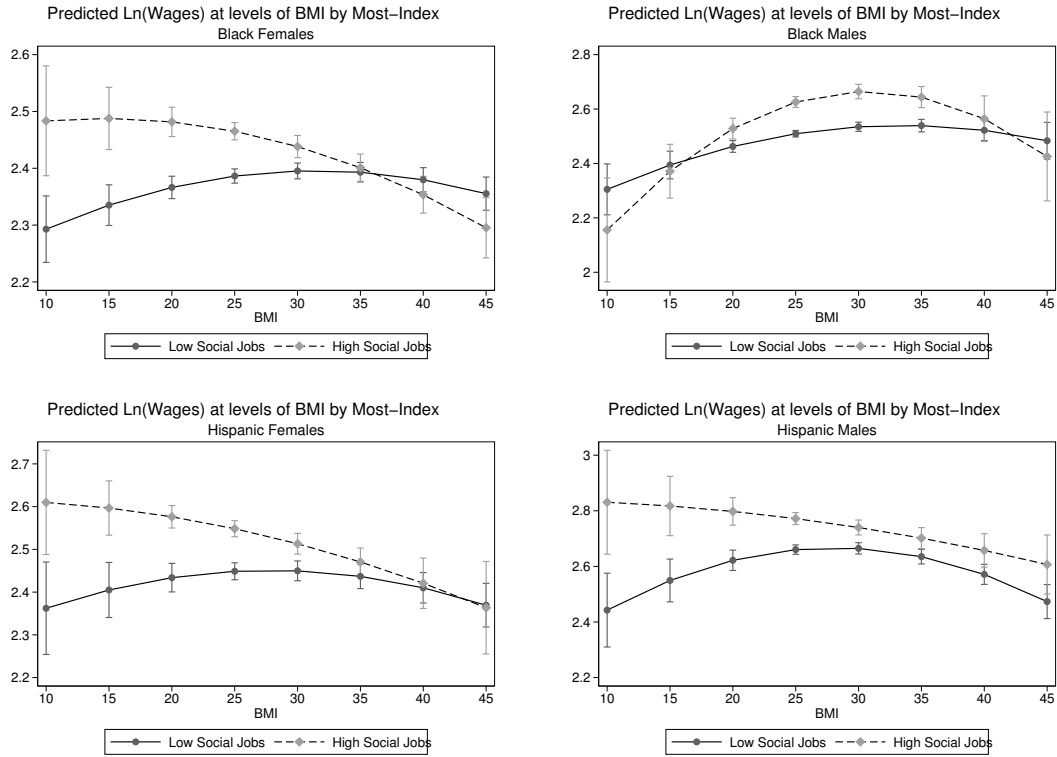 Predicted Ln(Wages) at levels of BMI by Most−Index
Black Females
2.6
2.5
2.4
2.3
2.2
10 15 20 25 30 35 40 45
BMI
Low Social Jobs High Social Jobs
Predicted Ln(Wages) at levels of BMI by Most−Index
Black Males
2.8
2.6
2.4
2.2
2
10 15 20 25 30 35 40 45
BMI
Low Social Jobs High Social Jobs
Predicted Ln(Wages) at levels of BMI by Most−Index
Hispanic Females
2.7
2.6
2.5
2.4
2.3
2.2
10 15 20 25 30 35 40 45
BMI
Low Social Jobs High Social Jobs
Predicted Ln(Wages) at levels of BMI by Most−Index
Hispanic Males
3
2.8
2.6
2.4
2.2
10 15 20 25 30 35 40 45
BMI
Low Social Jobs High Social Jobs